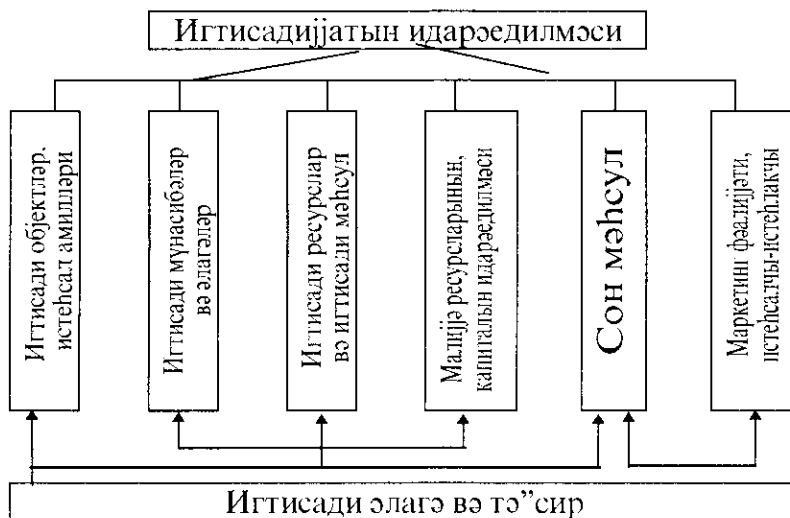 Игтисадијјатын идарәедилмәси
Игтисади објектләр,
истеһсал амилләри
Игтисади мүнасибәләр
вә әлагәләр
Игтисади ресурслар
вә игтисади мәһсул
Малијјә ресурсларынын,
капиталын идарәедилмәси
Сон мәһсул
Маркетинг фәалијјәти,
истеһсалчы-истеһлакчы
Игтисади әлагә вә тә”сир